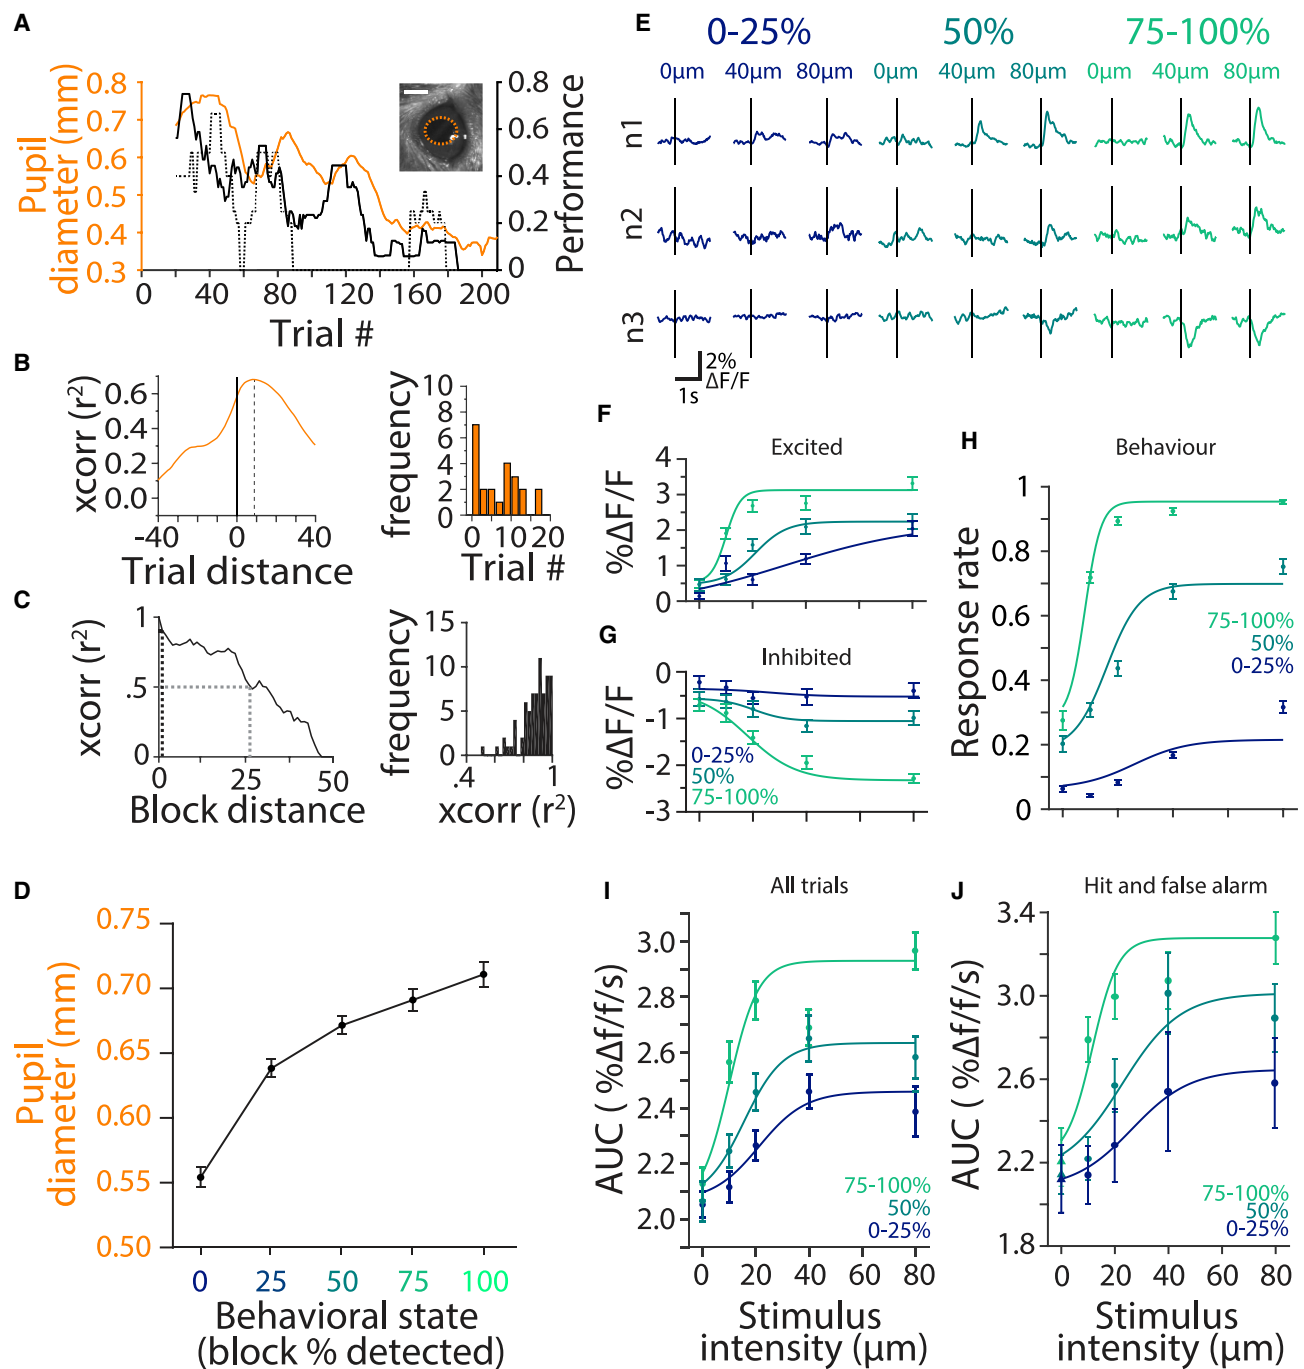 A
Pupil
diameter (mm)
0.8
0.7
0.6
0.5
0.4
0.3
0.8
0.6
0.4
0.2
0
Performance
0 40 80 120 160 200
Trial #
B
xcorr (r²)
0.6
0.4
0.2
0.0
-40 0 40
Trial distance
frequency
10
8
6
4
2
0
0 10 20
Trial #
C
xcorr (r²)
1
.5
0
0 25 50
Block distance
frequency
15
10
5
0
.4 1
xcorr (r²)
D
Pupil
diameter (mm)
0.75
0.70
0.65
0.60
0.55
0.50
0 25 50 75 100
Behavioral state
(block % detected)
E
0-25% 50% 75-100%
0µm 40µm 80µm 0µm 40µm 80µm 0µm 40µm 80µm
n1
n2
n3
2%
ΔF/F
1s
F
Excited
%ΔF/F
4
3
2
1
0
G
Inhibited
%ΔF/F
0
-1
-2
-3
0-25%
50%
75-100%
H
Behaviour
Response rate
1
0.8
0.6
0.4
0.2
0
75-100%
50%
0-25%
I
All trials
AUC ( %Δf/f/s)
3.0
2.8
2.6
2.4
2.2
2.0
75-100%
50%
0-25%
0 20 40 60 80
Stimulus
intensity (µm)
J
Hit and false alarm
AUC ( %Δf/f/s)
3.4
3.0
2.6
2.2
1.8
75-100%
50%
0-25%
0 20 40 60 80
Stimulus
intensity (µm)